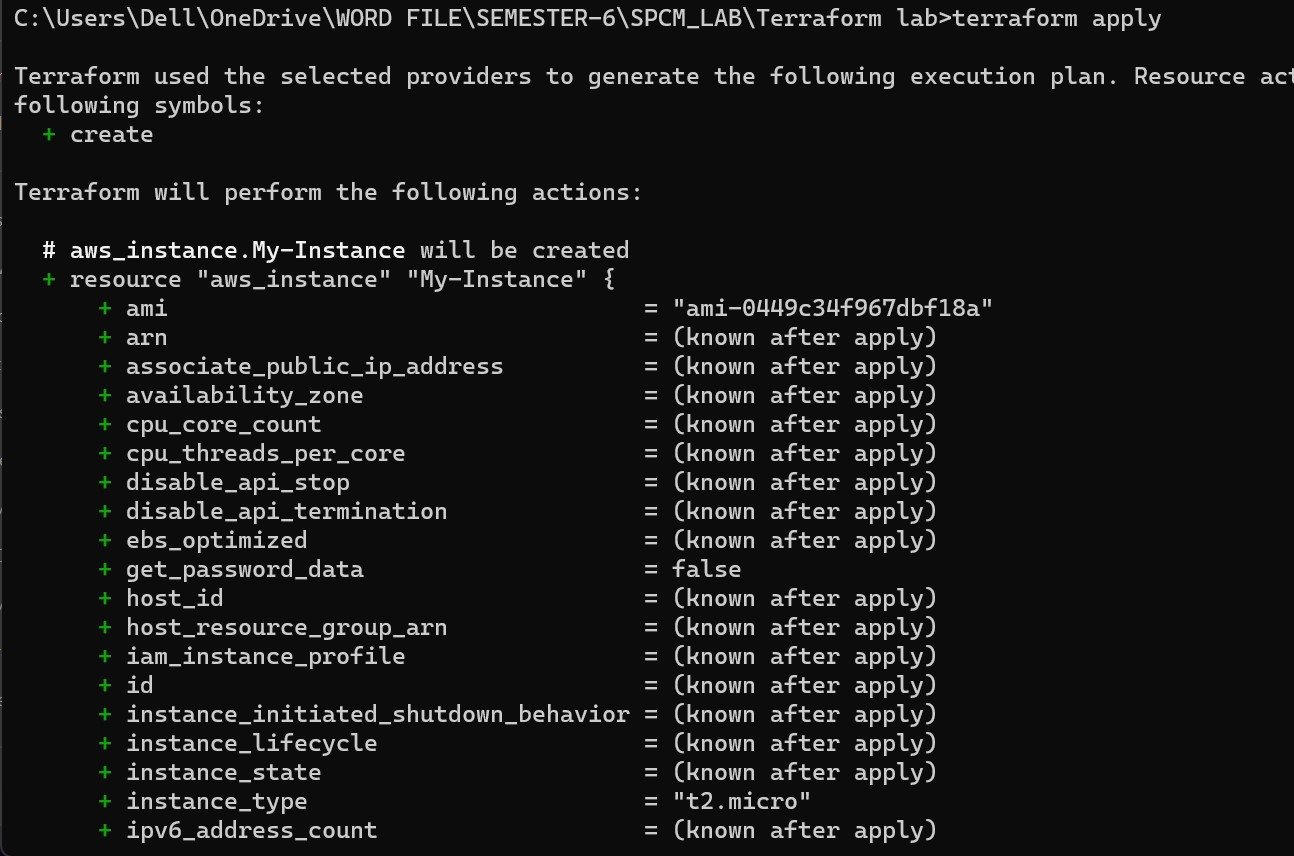 C:\Users\Dell\OneDrive\WORD FILE\SEMESTER-6\SPCM_LAB\Terraform lab>terraform apply
Terraform used the selected providers to generate the following execution plan. Resource
following symbols:
+ create
Terraform will perform the following actions:
# aws_instance.My-Instance will be created
+ resource "aws_instance" "My-Instance" {
+ ami = "ami-0449c34f967dbf18a"
+ arn = (known after apply)
+ associate_public_ip_address = (known after apply)
+ availability_zone = (known after apply)
+ cpu_core_count = (known after apply)
+ cpu_threads_per_core = (known after apply)
+ disable_api_stop = (known after apply)
+ disable_api_termination = (known after apply)
+ ebs_optimized = (known after apply)
+ get_password_data = false
+ host_id = (known after apply)
+ host_resource_group_arn = (known after apply)
+ iam_instance_profile = (known after apply)
+ id = (known after apply)
+ instance_initiated_shutdown_behavior = (known after apply)
+ instance_lifecycle = (known after apply)
+ instance_state = (known after apply)
+ instance_type = "t2.micro"
+ ipv6_address_count = (known after apply)